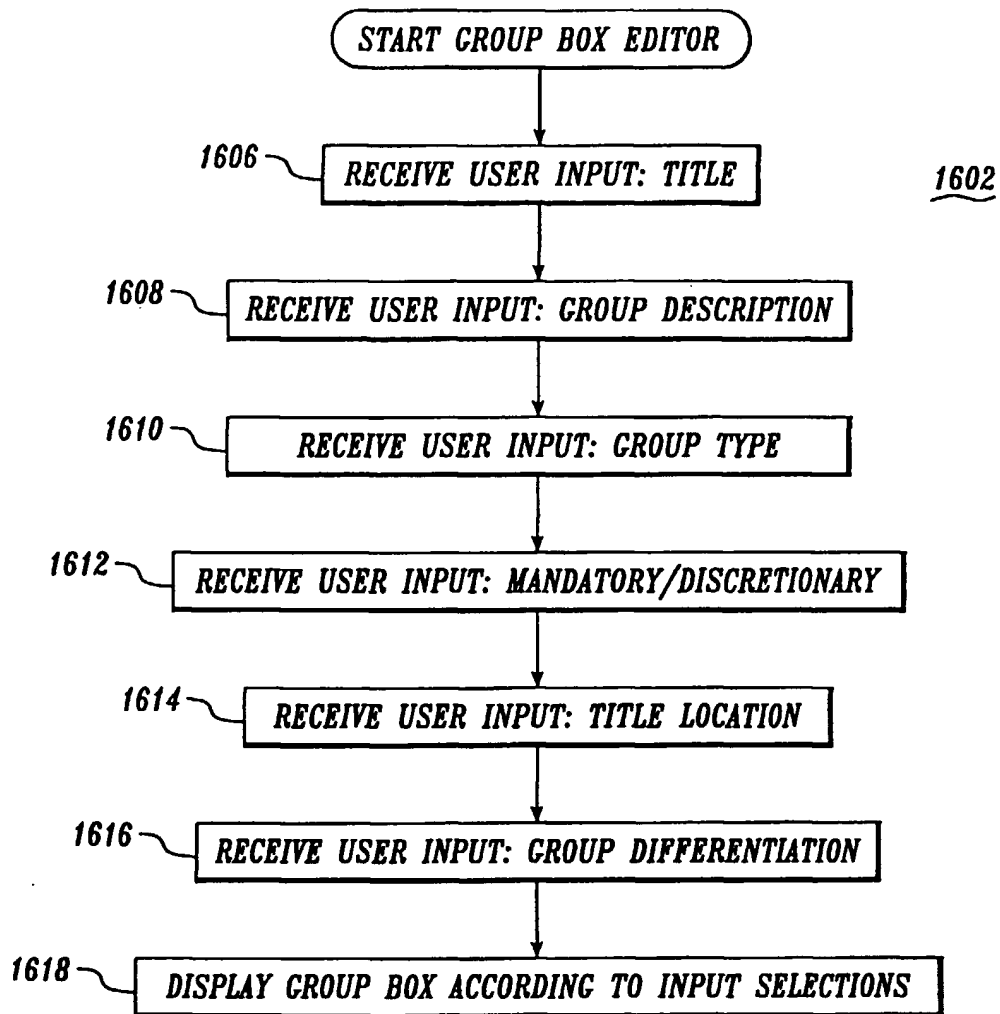 START GROUP BOX EDITOR
1606
RECEIVE USER INPUT: TITLE
1602
1608
RECEIVE USER INPUT: GROUP DESCRIPTION
1610
RECEIVE USER INPUT: GROUP TYPE
1612
RECEIVE USER INPUT: MANDATORY/DISCRETIONARY
1614
RECEIVE USER INPUT: TITLE LOCATION
1616
RECEIVE USER INPUT: GROUP DIFFERENTIATION
1618
DISPLAY GROUP BOX ACCORDING TO INPUT SELECTIONS